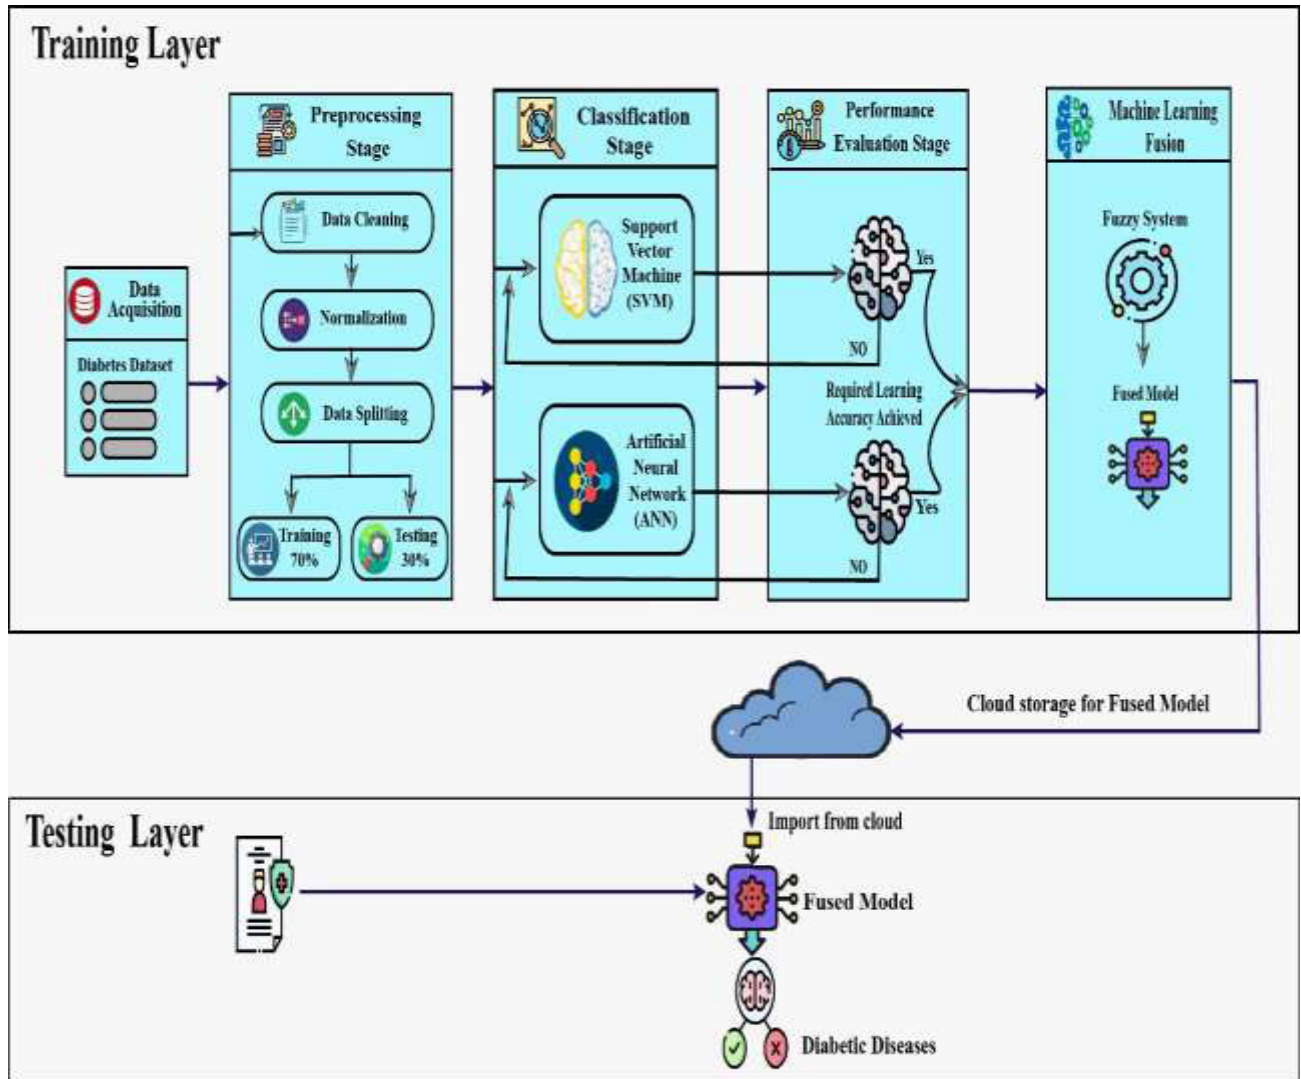 Training Layer
Data
Acquisition
Diabetes Dataset
Preprocessing
Stage
Data Cleaning
Normalization
Data Splitting
Training
70%
Testing
30%
Classification
Stage
Support
Vector
Machine
(SVM)
Artificial
Neural
Network
(ANN)
Performance
Evaluation Stage
Yes
NO
Required Learning
Accuracy Achieved
Yes
NO
Machine Learning
Fusion
Fuzzy System
Fused Model
Cloud storage for Fused Model
Testing Layer
Import from cloud
Fused Model
Diabetic Diseases